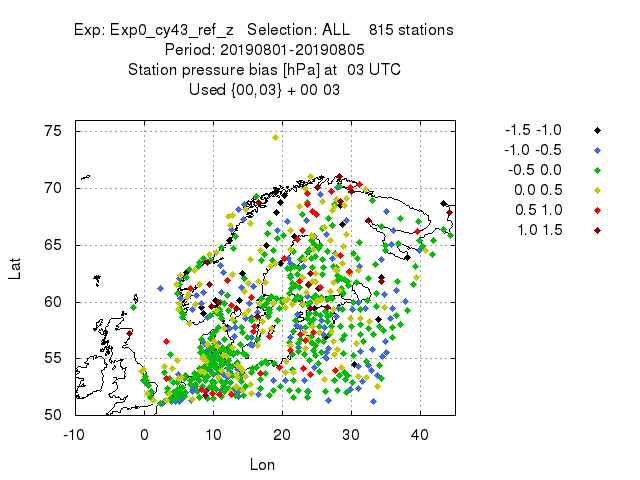 Exp: Exp0_cy43_ref_z Selection: ALL 815 stations
Period: 20190801-20190805
Station pressure bias [hPa] at 03 UTC
Used {00,03} + 00 03
75
70
65
60
55
50
Lat
-10 0 10 20 30 40
Lon
-1.5 -1.0
-1.0 -0.5
-0.5 0.0
0.0 0.5
0.5 1.0
1.0 1.5